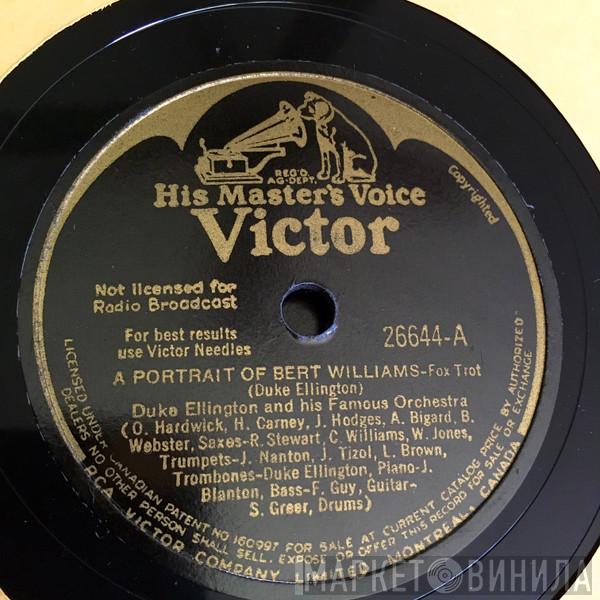 REG'D
AG-DEPT.
His Master's Voice
Victor
Copyrighted
Not licensed for
Radio Broadcast
For best results
use Victor Needles
26644-A
A PORTRAIT OF BERT WILLIAMS-Fox Trot
(Duke Ellington)
Duke Ellington and his Famous Orchestra
(O. Hardwick, H. Carney, J. Hodges, A. Bigard, B.
Webster, Saxes-R. Stewart, C. Williams, W. Jones,
Trumpets-J. Nanton, J. Tizol, L. Brown,
Trombones-Duke Ellington, Piano-J.
Blanton, Bass-F. Guy, Guitar-
S. Greer, Drums)
LICENSED UNDER CANADIAN PATENT NO 160997 FOR SALE AT CURRENT CATALOG PRICE BY AUTHORIZED
DEALERS NO OTHER PERSON SHALL SELL, EXPOSE OR OFFER THIS RECORD FOR SALE OR EXCHANGE
RCA VICTOR COMPANY LIMITED MONTREAL, CANADA
МАРКЕТ ВИНИЛА